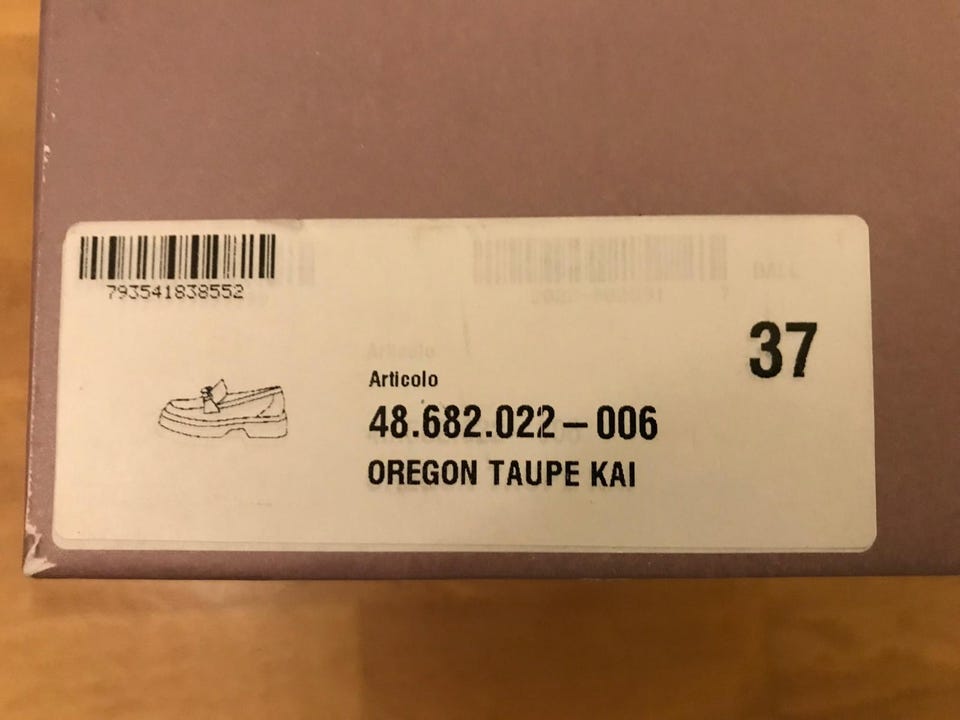 793541838552
37
Articolo
48.682.022–006
OREGON TAUPE KAI